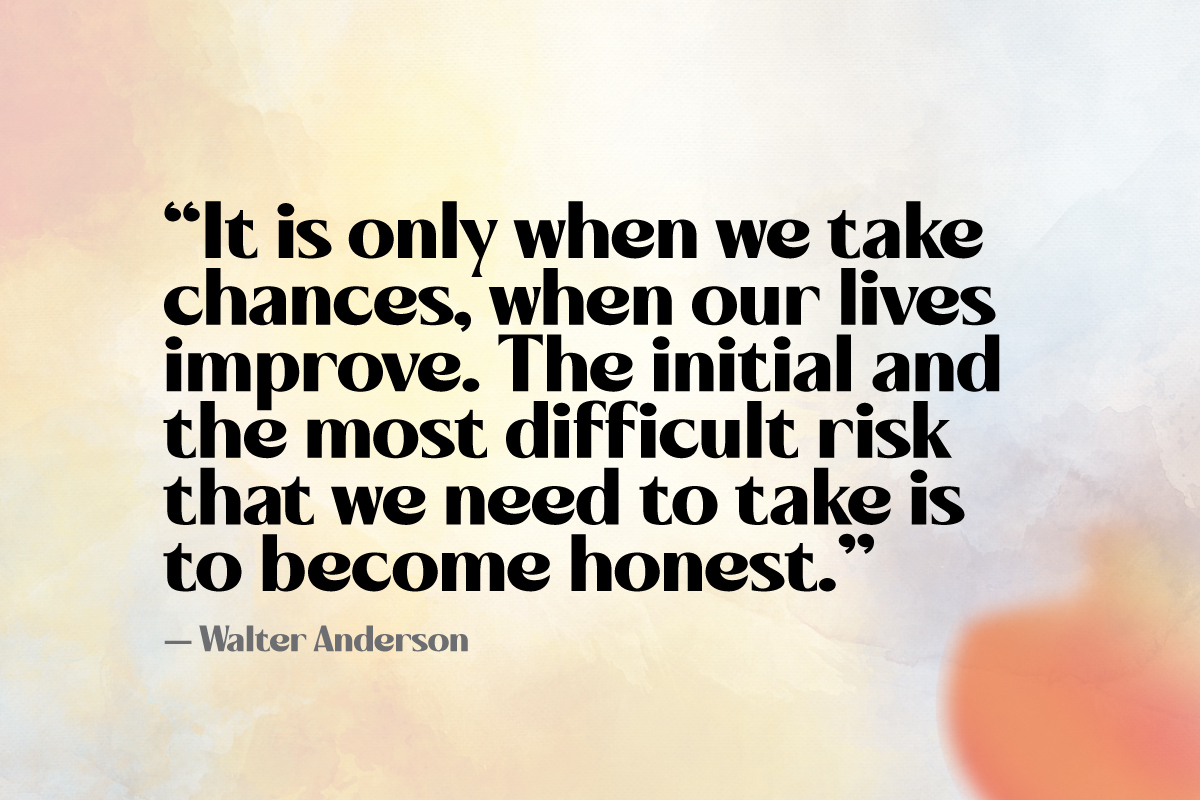 “It is only when we take
chances, when our lives
improve. The initial and
the most difficult risk
that we need to take is
to become honest.”
— Walter Anderson